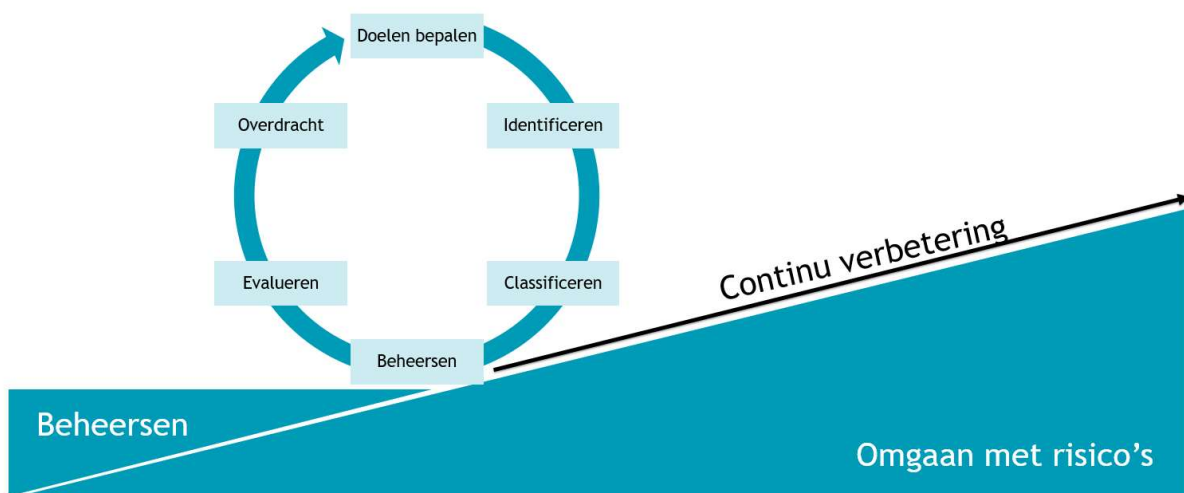 Doelen bepalen
Overdracht
Identificeren
Evalueren
Classificeren
Beheersen
Continu verbetering
Beheersen
Omgaan met risico’s